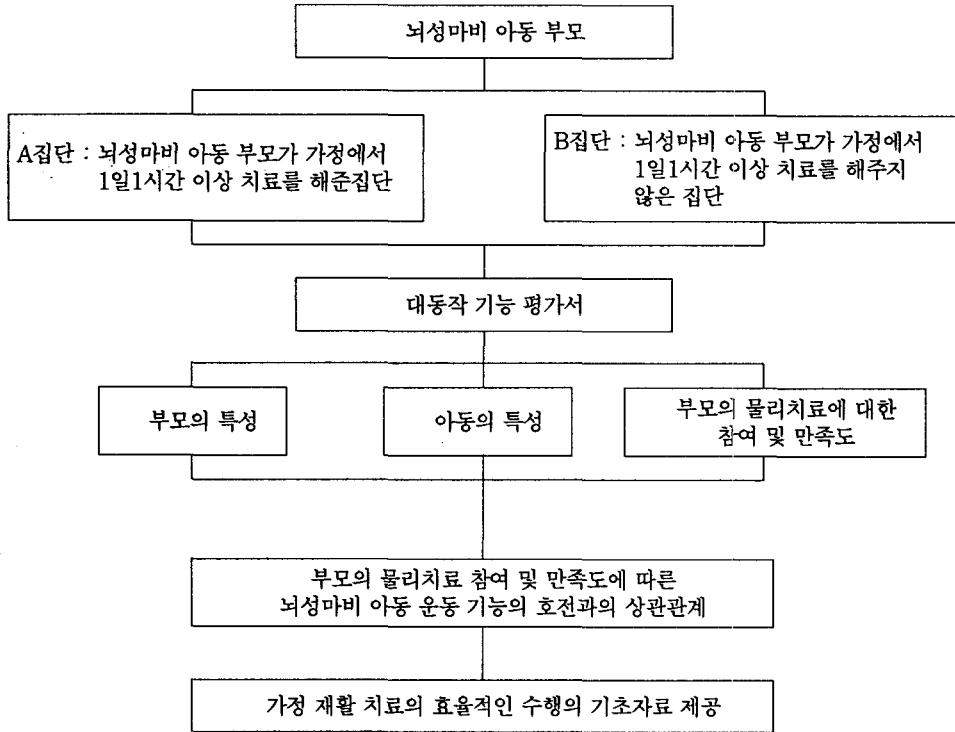 뇌성마비 아동 부모
A집단 : 뇌성마비 아동 부모가 가정에서
1일1시간 이상 치료를 해준집단
B집단 : 뇌성마비 아동 부모가 가정에서
1일1시간 이상 치료를 해주지
않은 집단
대동작 기능 평가서
부모의 특성
아동의 특성
부모의 물리치료에 대한
참여 및 만족도
부모의 물리치료 참여 및 만족도에 따른
뇌성마비 아동 운동 기능의 호전과의 상관관계
가정 재활 치료의 효율적인 수행의 기초자료 제공